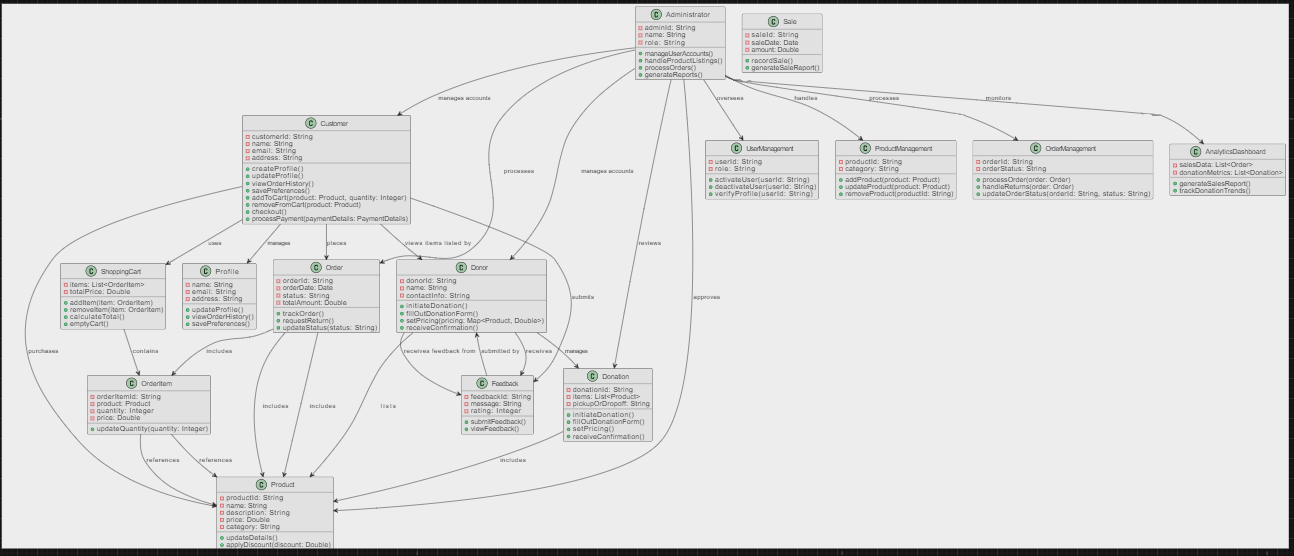 C Administrator
adminId: String
name: String
role: String
manageUserAccounts()
handleProductListings()
processOrders()
generateReports()
C Sale
saleId: String
saleDate: Date
amount: Double
recordSale()
generateSaleReport()
manages accounts
oversees
handles
processes
monitors
C Customer
customerId: String
name: String
email: String
address: String
createProfile()
updateProfile()
viewOrderHistory()
savePreferences()
addToCart(product: Product, quantity: Integer)
removeFromCart(product: Product)
checkout()
processPayment(paymentDetails: PaymentDetails)
processes
manages accounts
C UserManagement
userId: String
role: String
activateUser(userId: String)
deactivateUser(userId: String)
verifyProfile(userId: String)
C ProductManagement
productId: String
category: String
addProduct(product: Product)
updateProduct(product: Product)
removeProduct(productId: String)
C OrderManagement
orderId: String
orderStatus: String
processOrder(order: Order)
handleReturns(order: Order)
updateOrderStatus(orderId: String, status: String)
C AnalyticsDashboard
salesData: List<Order>
donationMetrics: List<Donation>
generateSalesReport()
trackDonationTrends()
uses
manages
places
views items listed by
reviews
C ShoppingCart
items: List<OrderItem>
totalPrice: Double
addItem(item: OrderItem)
removeItem(item: OrderItem)
calculateTotal()
emptyCart()
C Profile
name: String
email: String
address: String
updateProfile()
viewOrderHistory()
savePreferences()
C Order
orderId: String
orderDate: Date
status: String
totalAmount: Double
trackOrder()
requestReturn()
updateStatus(status: String)
C Donor
donorId: String
name: String
contactInfo: String
initiateDonation()
fillOutDonationForm()
setPricing(pricing: Map<Product, Double>)
receiveConfirmation()
submits
approves
purchases
contains
includes
receives feedback from
submitted by
receives
manages
C OrderItem
orderItemId: String
product: Product
quantity: Integer
price: Double
updateQuantity(quantity: Integer)
includes
includes
lists
C Feedback
feedbackId: String
message: String
rating: Integer
submitFeedback()
viewFeedback()
C Donation
donationId: String
items: List<Product>
pickupOrDropoff: String
initiateDonation()
fillOutDonationForm()
setPricing()
receiveConfirmation()
references
references
includes
C Product
productId: String
name: String
description: String
price: Double
category: String
updateDetails()
applyDiscount(discount: Double)